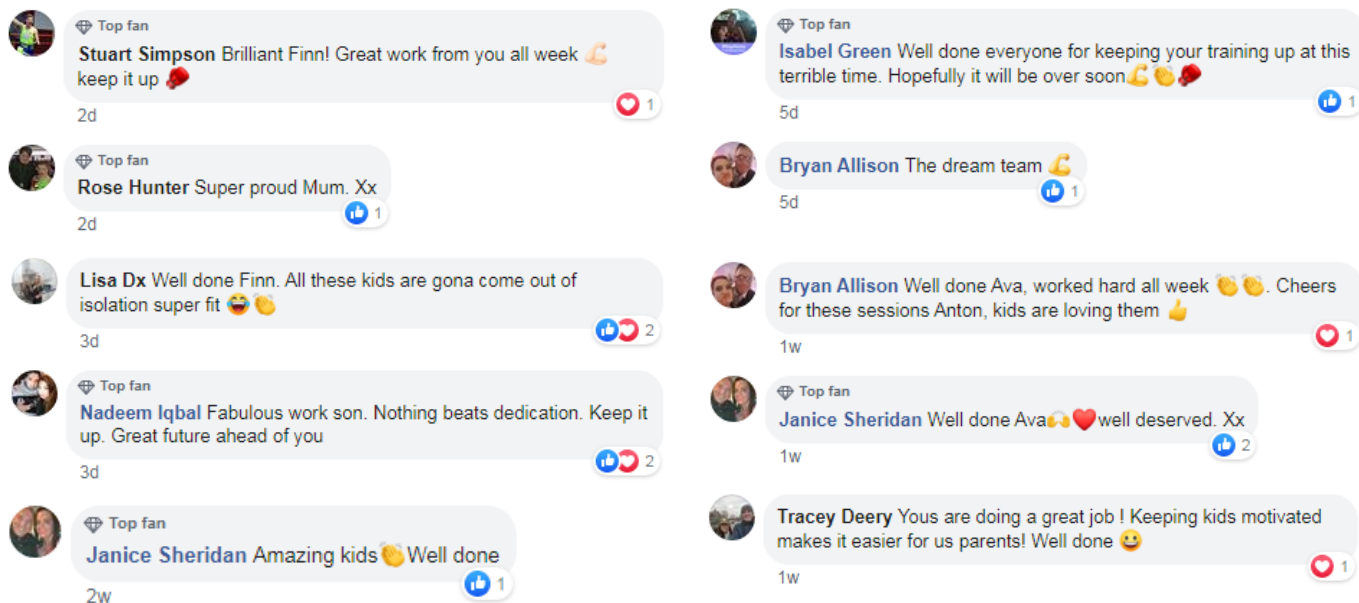 Top fan
Stuart Simpson Brilliant Finn! Great work from you all week 💪🏻
keep it up 🥊
1
2d
Top fan
Rose Hunter Super proud Mum. Xx
1
2d
Lisa Dx Well done Finn. All these kids are gona come out of
isolation super fit 😂👏
2
3d
Top fan
Nadeem Iqbal Fabulous work son. Nothing beats dedication. Keep it
up. Great future ahead of you
2
3d
Top fan
Janice Sheridan Amazing kids👏Well done
1
2w
Top fan
Isabel Green Well done everyone for keeping your training up at this
terrible time. Hopefully it will be over soon💪👏🥊
1
5d
Bryan Allison The dream team 💪
1
5d
Bryan Allison Well done Ava, worked hard all week 👏👏. Cheers
for these sessions Anton, kids are loving them 👍
1
1w
Top fan
Janice Sheridan Well done Ava🙌❤️well deserved. Xx
2
1w
Tracey Deery Yous are doing a great job ! Keeping kids motivated
makes it easier for us parents! Well done 😀
1
1w